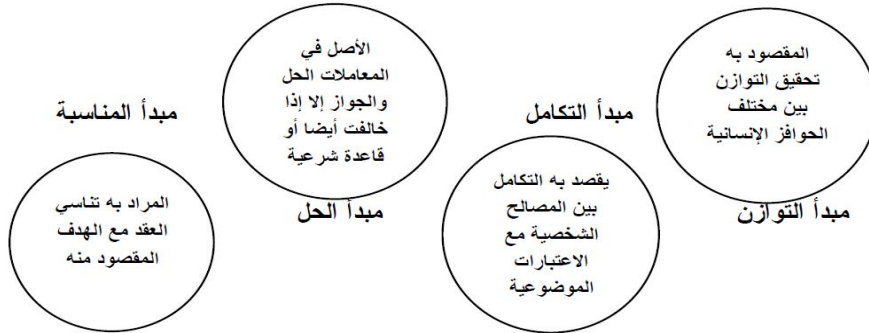 المقصود به
تحقيق التوازن
بين مختلف
الحوافز الإنسانية
مبدأ التوازن
مبدأ التكامل
يقصد به التكامل
بين المصالح
الشخصية مع
الاعتبارات
الموضوعية
الأصل في
المعاملات الحل
والجواز إلا إذا
خالفت أيضا أو
قاعدة شرعية
مبدأ الحل
مبدأ المناسبة
المراد به تناسي
العقد مع الهدف
المقصود منه